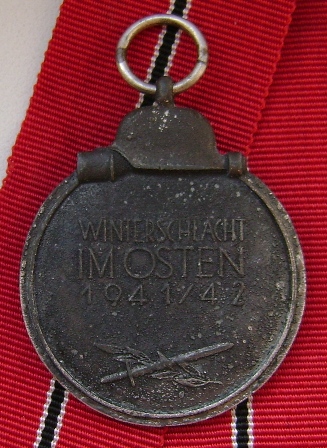 WINTERSCHLACHT
IM OSTEN
1941/42